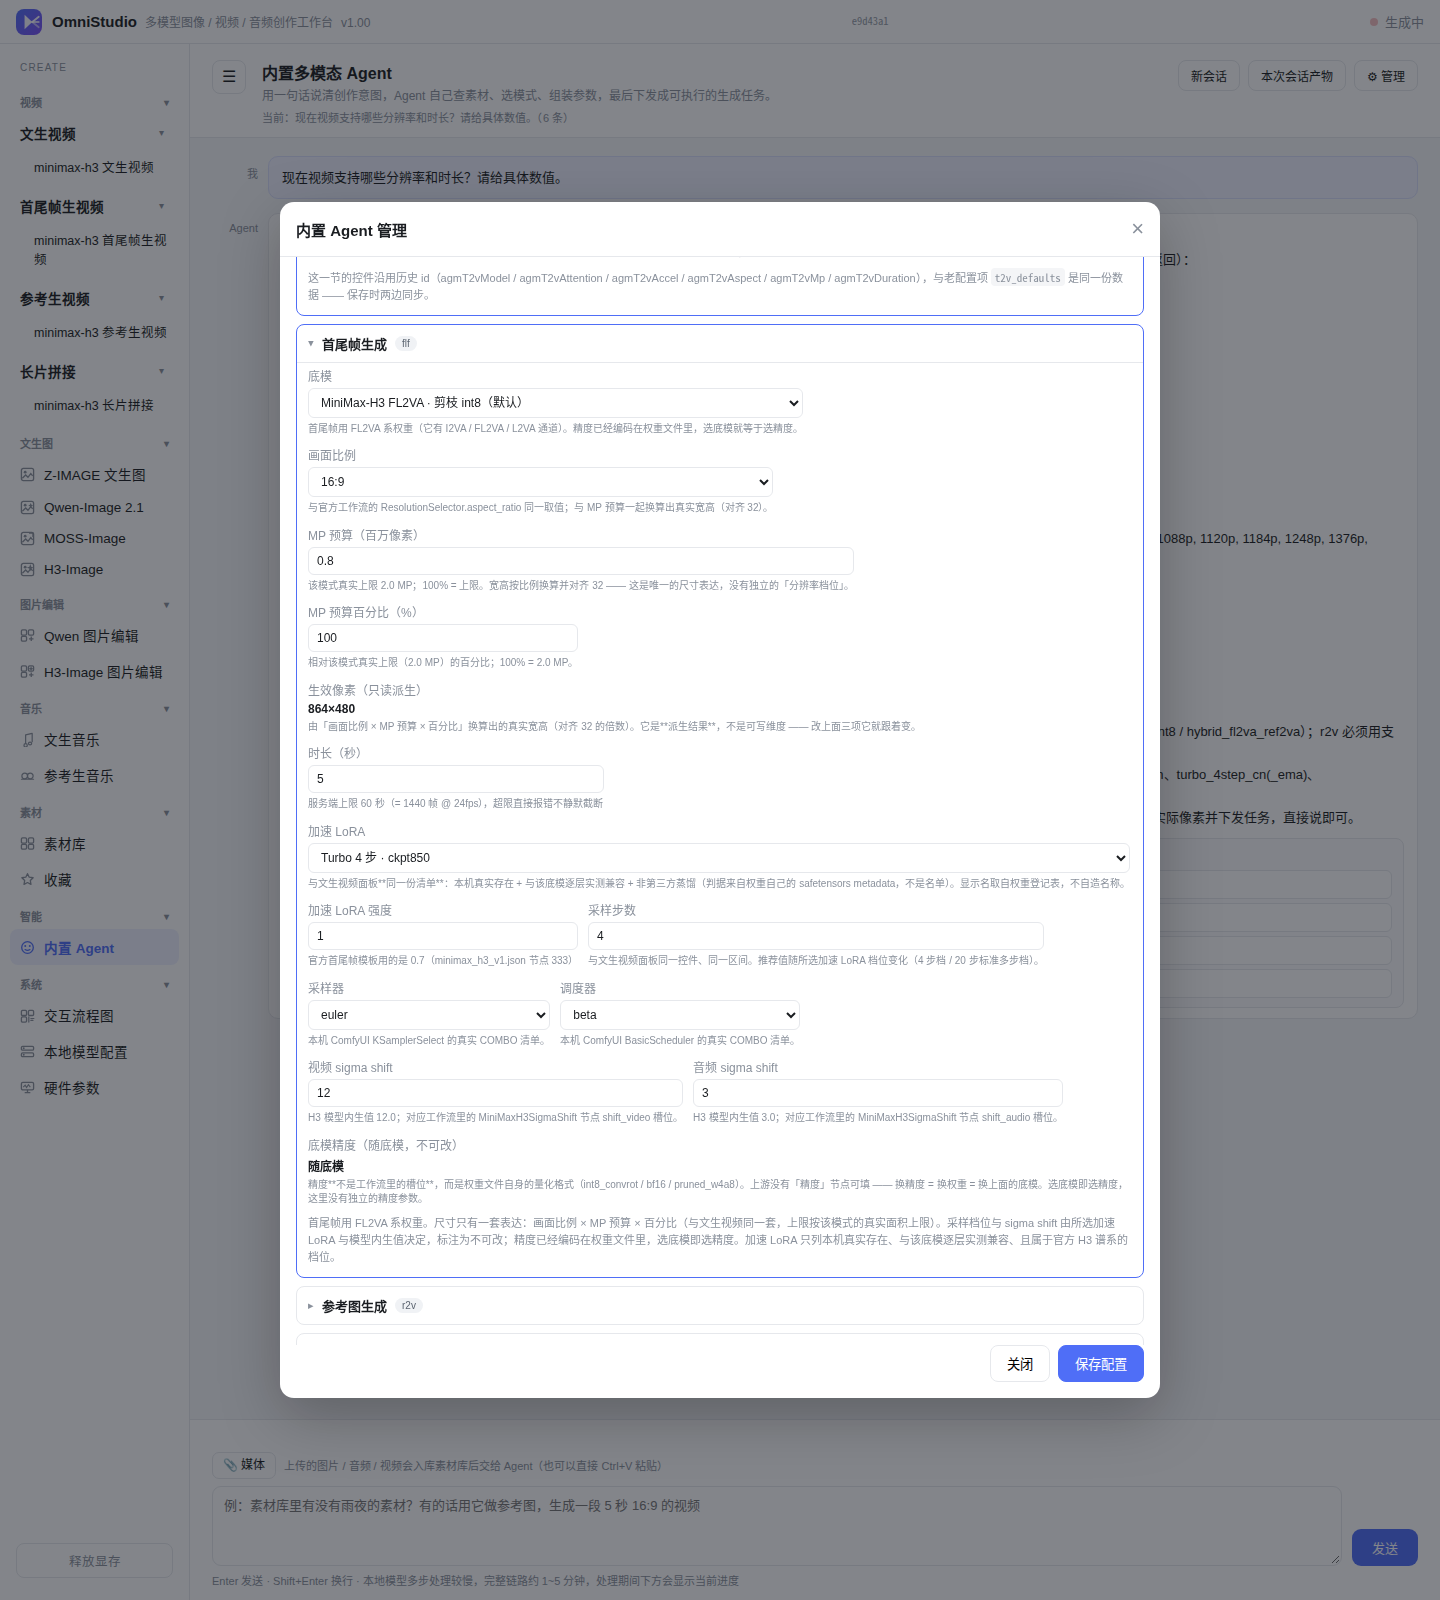 OmniStudio 多模型图像 / 视频 / 音频创作工作台 v1.00
e9d43a1
生成中
CREATE
视频
文生视频
minimax-h3 文生视频
首尾帧生视频
minimax-h3 首尾帧生视
频
参考生视频
minimax-h3 参考生视频
长片拼接
minimax-h3 长片拼接
文生图
Z-IMAGE 文生图
Qwen-Image 2.1
MOSS-Image
H3-Image
图片编辑
Qwen 图片编辑
H3-Image 图片编辑
音乐
文生音乐
参考生音乐
素材
素材库
收藏
智能
内置 Agent
系统
交互流程图
本地模型配置
硬件参数
释放显存
内置多模态 Agent
用一句话说清创作意图，Agent 自己查素材、选模式、组装参数，最后下发成可执行的生成任务。
当前：现在视频支持哪些分辨率和时长？请给具体数值。（6 条）
新会话
本次会话产物
⚙ 管理
我
现在视频支持哪些分辨率和时长？请给具体数值。
Agent
返回）：
1088p, 1120p, 1184p, 1248p, 1376p,
int8 / hybrid_fl2va_ref2va）；r2v 必须用支
、turbo_4step_cn(_ema)、
实际像素并下发任务，直接说即可。
内置 Agent 管理
×
这一节的控件沿用历史 id（agmT2vModel / agmT2vAttention / agmT2vAccel / agmT2vAspect / agmT2vMp / agmT2vDuration），与老配置项 t2v_defaults 是同一份数
据 —— 保存时两边同步。
首尾帧生成 flf
底模
MiniMax-H3 FL2VA · 剪枝 int8（默认）
首尾帧用 FL2VA 系权重（它有 I2VA / FL2VA / L2VA 通道）。精度已经编码在权重文件里，选底模就等于选精度。
画面比例
16:9
与官方工作流的 ResolutionSelector.aspect_ratio 同一取值；与 MP 预算一起换算出真实宽高（对齐 32）。
MP 预算（百万像素）
0.8
该模式真实上限 2.0 MP；100% = 上限。宽高按比例换算并对齐 32 —— 这是唯一的尺寸表达，没有独立的「分辨率档位」。
MP 预算百分比（%）
100
相对该模式真实上限（2.0 MP）的百分比；100% = 2.0 MP。
生效像素（只读派生）
864×480
由「画面比例 × MP 预算 × 百分比」换算出的真实宽高（对齐 32 的倍数）。它是**派生结果**，不是可写维度 —— 改上面三项它就跟着变。
时长（秒）
5
服务端上限 60 秒（= 1440 帧 @ 24fps），超限直接报错不静默截断
加速 LoRA
Turbo 4 步 · ckpt850
与文生视频面板**同一份清单**：本机真实存在 + 与该底模逐层实测兼容 + 非第三方蒸馏（判据来自权重自己的 safetensors metadata，不是名单）。显示名取自权重登记表，不自造名称。
加速 LoRA 强度 采样步数
1 4
官方首尾帧模板用的是 0.7（minimax_h3_v1.json 节点 333） 与文生视频面板同一控件、同一区间。推荐值随所选加速 LoRA 档位变化（4 步档 / 20 步标准多步档）。
采样器 调度器
euler beta
本机 ComfyUI KSamplerSelect 的真实 COMBO 清单。 本机 ComfyUI BasicScheduler 的真实 COMBO 清单。
视频 sigma shift 音频 sigma shift
12 3
H3 模型内生值 12.0；对应工作流里的 MiniMaxH3SigmaShift 节点 shift_video 槽位。 H3 模型内生值 3.0；对应工作流里的 MiniMaxH3SigmaShift 节点 shift_audio 槽位。
底模精度（随底模，不可改）
随底模
精度**不是工作流里的槽位**，而是权重文件自身的量化格式（int8_convrot / bf16 / pruned_w4a8）。上游没有「精度」节点可填 —— 换精度 = 换权重 = 换上面的底模。选底模即选精度，
这里没有独立的精度参数。
首尾帧用 FL2VA 系权重。尺寸只有一套表达：画面比例 × MP 预算 × 百分比（与文生视频同一套，上限按该模式的真实面积上限）。采样档位与 sigma shift 由所选加速
LoRA 与模型内生值决定，标注为不可改；精度已经编码在权重文件里，选底模即选精度。加速 LoRA 只列本机真实存在、与该底模逐层实测兼容、且属于官方 H3 谱系的
档位。
参考图生成 r2v
关闭
保存配置
📎 媒体 上传的图片 / 音频 / 视频会入库素材库后交给 Agent（也可以直接 Ctrl+V 粘贴）
例：素材库里有没有雨夜的素材？有的话用它做参考图，生成一段 5 秒 16:9 的视频
发送
Enter 发送 · Shift+Enter 换行 · 本地模型多步处理较慢，完整链路约 1~5 分钟，处理期间下方会显示当前进度